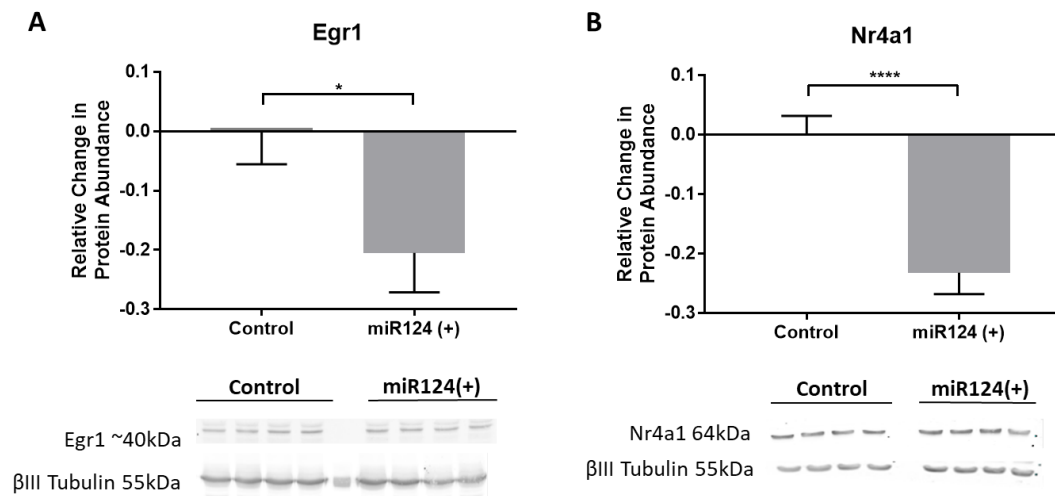 A
Egr1
Relative Change in
Protein Abundance
0.1
0.0
-0.1
-0.2
-0.3
*
Control
miR124 (+)
Control
miR124(+)
Egr1 ~40kDa
βIII Tubulin 55kDa
B
Nr4a1
Relative Change in
Protein Abundance
0.1
0.0
-0.1
-0.2
-0.3
****
Control
miR124 (+)
Control
miR124(+)
Nr4a1 64kDa
βIII Tubulin 55kDa